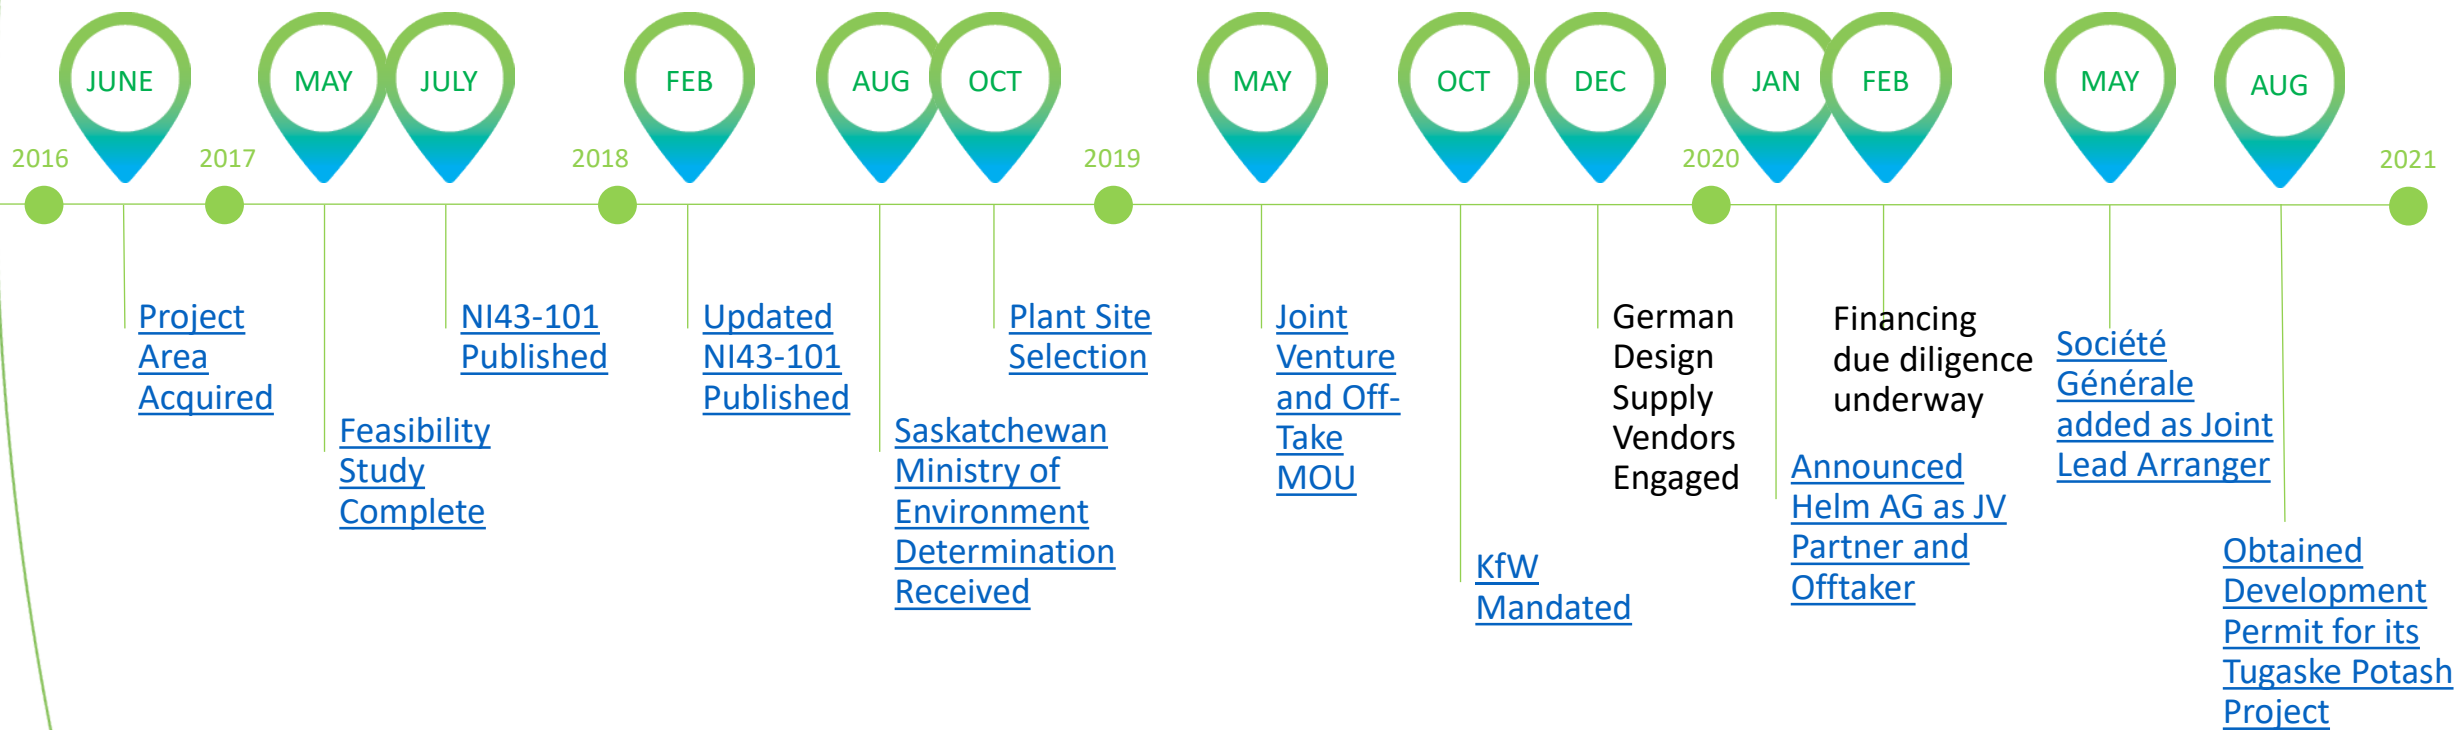 JUNE
MAY
JULY
FEB
AUG
OCT
MAY
OCT
DEC
JAN
FEB
MAY
AUG
2016
2017
2018
2019
2020
2021
Project
Area
Acquired
Feasibility
Study
Complete
NI43-101
Published
Updated
NI43-101
Published
Saskatchewan
Ministry of
Environment
Determination
Received
Plant Site
Selection
Joint
Venture
and Off-
Take
MOU
KfW
Mandated
German
Design
Supply
Vendors
Engaged
Announced
Helm AG as JV
Partner and
Offtaker
Financing
due diligence
underway
Société
Générale
added as Joint
Lead Arranger
Obtained
Development
Permit for its
Tugaske Potash
Project